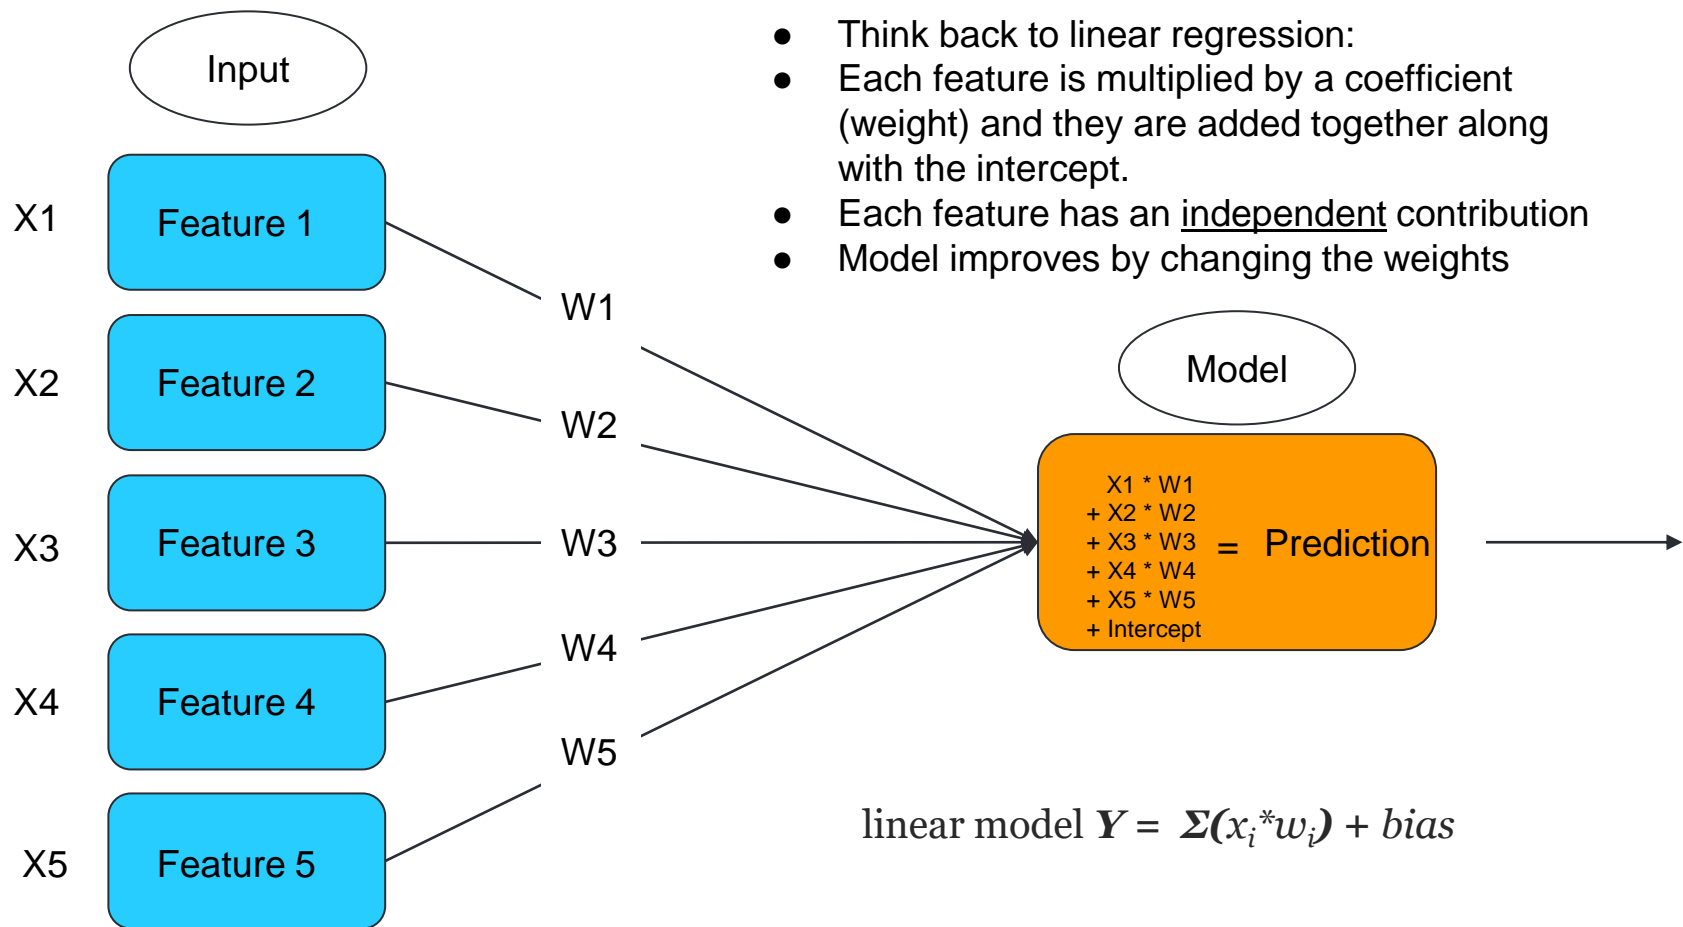 Input
● Think back to linear regression:
● Each feature is multiplied by a coefficient
(weight) and they are added together along
with the intercept.
● Each feature has an independent contribution
● Model improves by changing the weights
X1
Feature 1
W1
X2
Feature 2
W2
X3
Feature 3
W3
X4
Feature 4
W4
X5
Feature 5
W5
Model
X1 * W1
+ X2 * W2
+ X3 * W3
+ X4 * W4
+ X5 * W5
+ Intercept
= Prediction
linear model Y = Σ(xᵢ*wᵢ) + bias